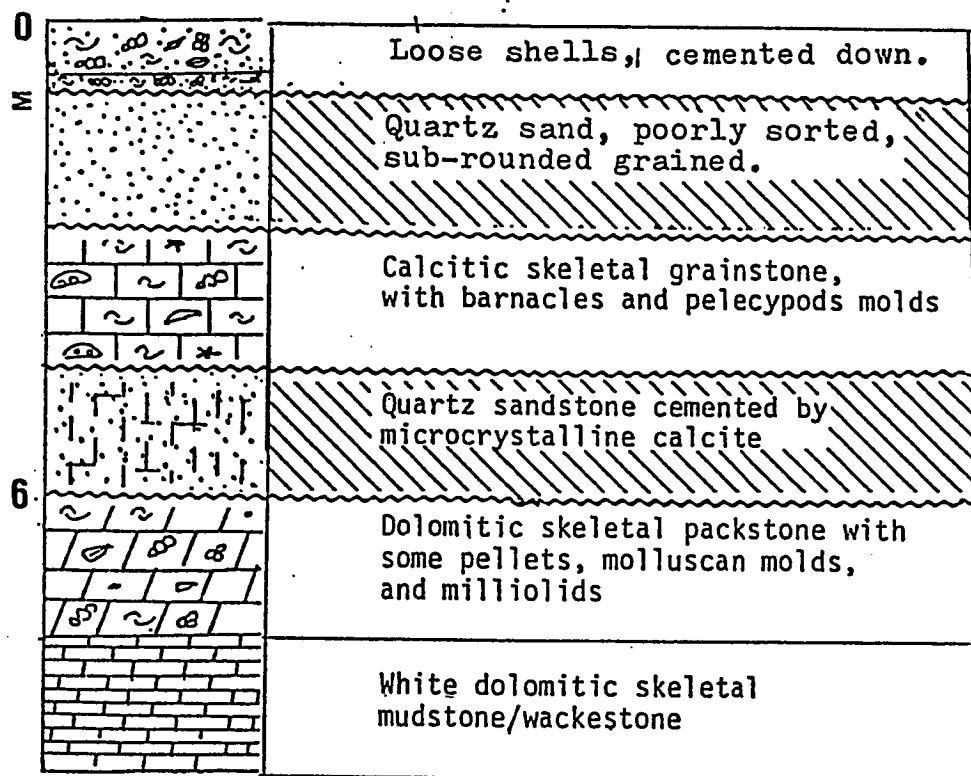 0
Loose shells, cemented down.
M
Quartz sand, poorly sorted,
sub-rounded grained.
Calcitic skeletal grainstone,
with barnacles and pelecypods molds
Quartz sandstone cemented by
microcrystalline calcite
6
Dolomitic skeletal packstone with
some pellets, molluscan molds,
and milliolids
White dolomitic skeletal
mudstone/wackestone